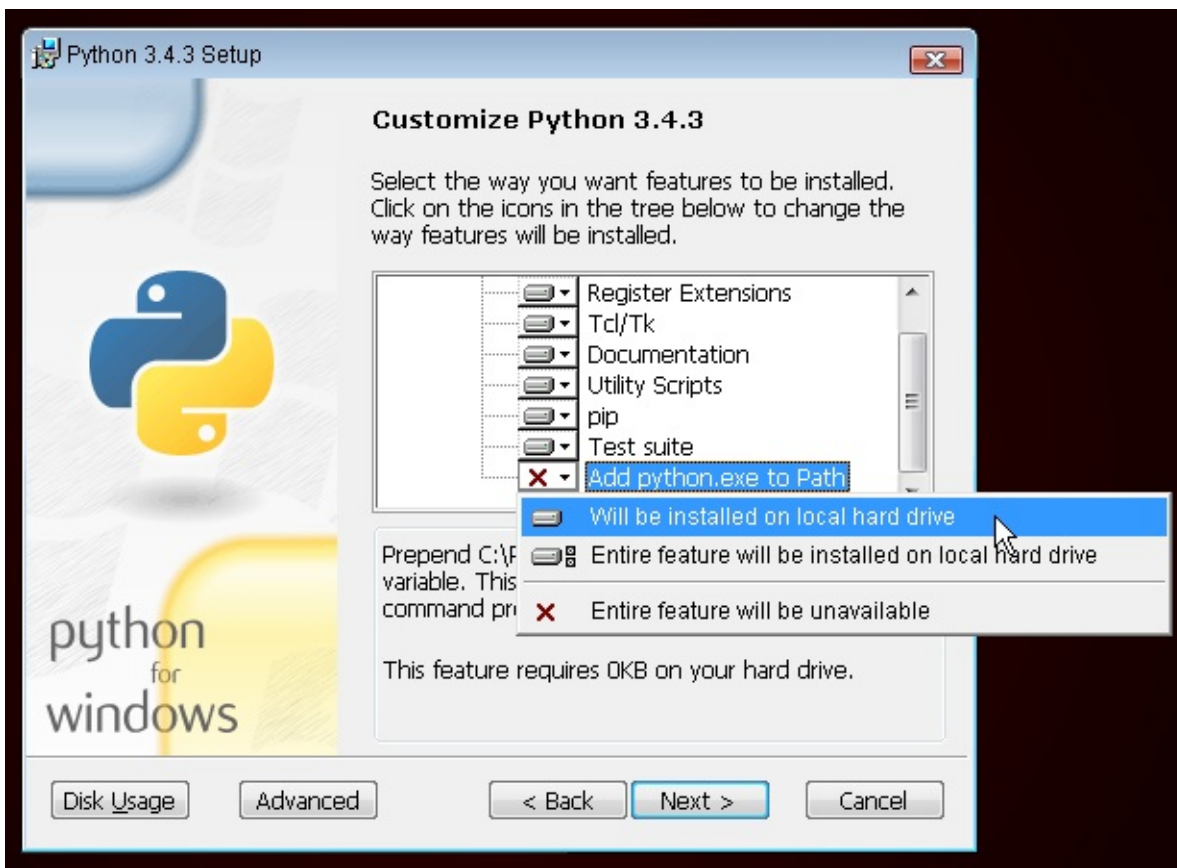 Python 3.4.3 Setup
Customize Python 3.4.3
Select the way you want features to be installed.
Click on the icons in the tree below to change the
way features will be installed.
Register Extensions
Tcl/Tk
Documentation
Utility Scripts
pip
Test suite
Add python.exe to Path
Will be installed on local hard drive
Entire feature will be installed on local hard drive
Entire feature will be unavailable
Prepend C:\
variable. This
command
This feature requires 0KB on your hard drive.
python
for
windows
Disk Usage
Advanced
< Back
Next >
Cancel